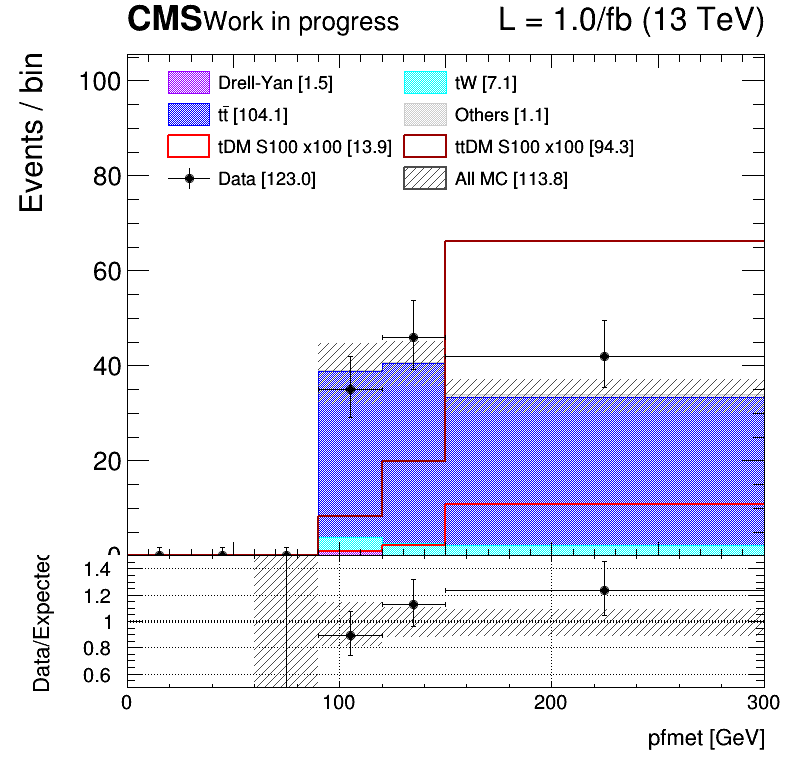 CMS Work in progress L = 1.0/fb (13 TeV)
Events / bin
100
80
60
40
20
0
Drell-Yan [1.5] tW [7.1]
tt̄ [104.1] Others [1.1]
tDM S100 x100 [13.9] ttDM S100 x100 [94.3]
Data [123.0] All MC [113.8]
Data/Expected
1.4
1.2
1
0.8
0.6
0 100 200 300
pfmet [GeV]